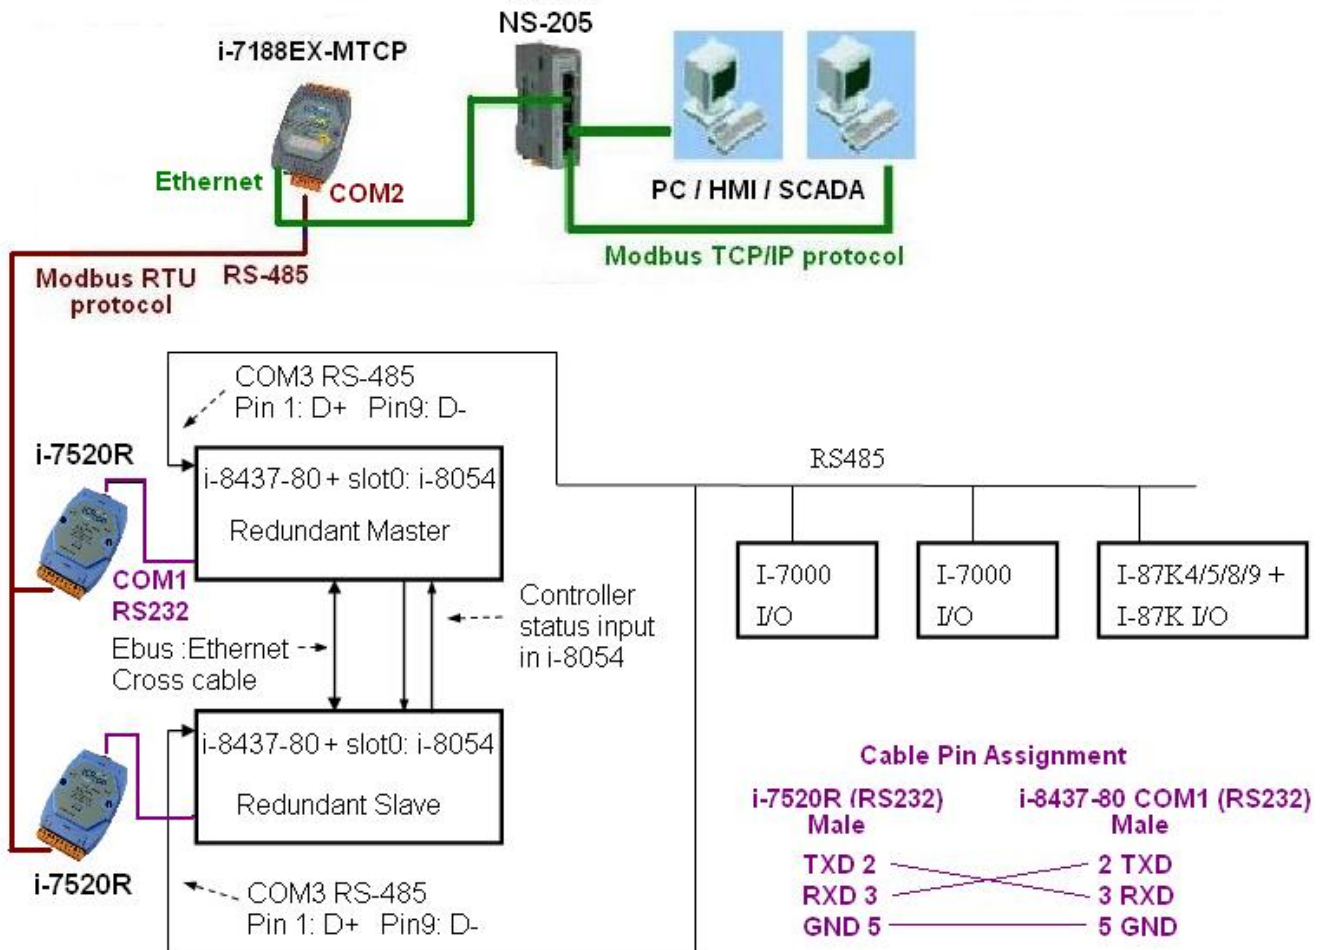 NS-205
i-7188EX-MTCP
Ethernet
COM2
PC / HMI / SCADA
Modbus TCP/IP protocol
Modbus RTU
protocol
RS-485
COM3 RS-485
Pin 1: D+ Pin9: D-
i-7520R
i-8437-80 + slot0: i-8054
Redundant Master
RS485
COM1
RS232
I-7000
I/O
I-7000
I/O
I-87K4/5/8/9 +
I-87K I/O
Controller
status input
in i-8054
Ebus :Ethernet
Cross cable
i-8437-80 + slot0: i-8054
Redundant Slave
i-7520R
COM3 RS-485
Pin 1: D+ Pin9: D-
Cable Pin Assignment
i-7520R (RS232)
Male
i-8437-80 COM1 (RS232)
Male
TXD 2
2 TXD
RXD 3
3 RXD
GND 5
5 GND